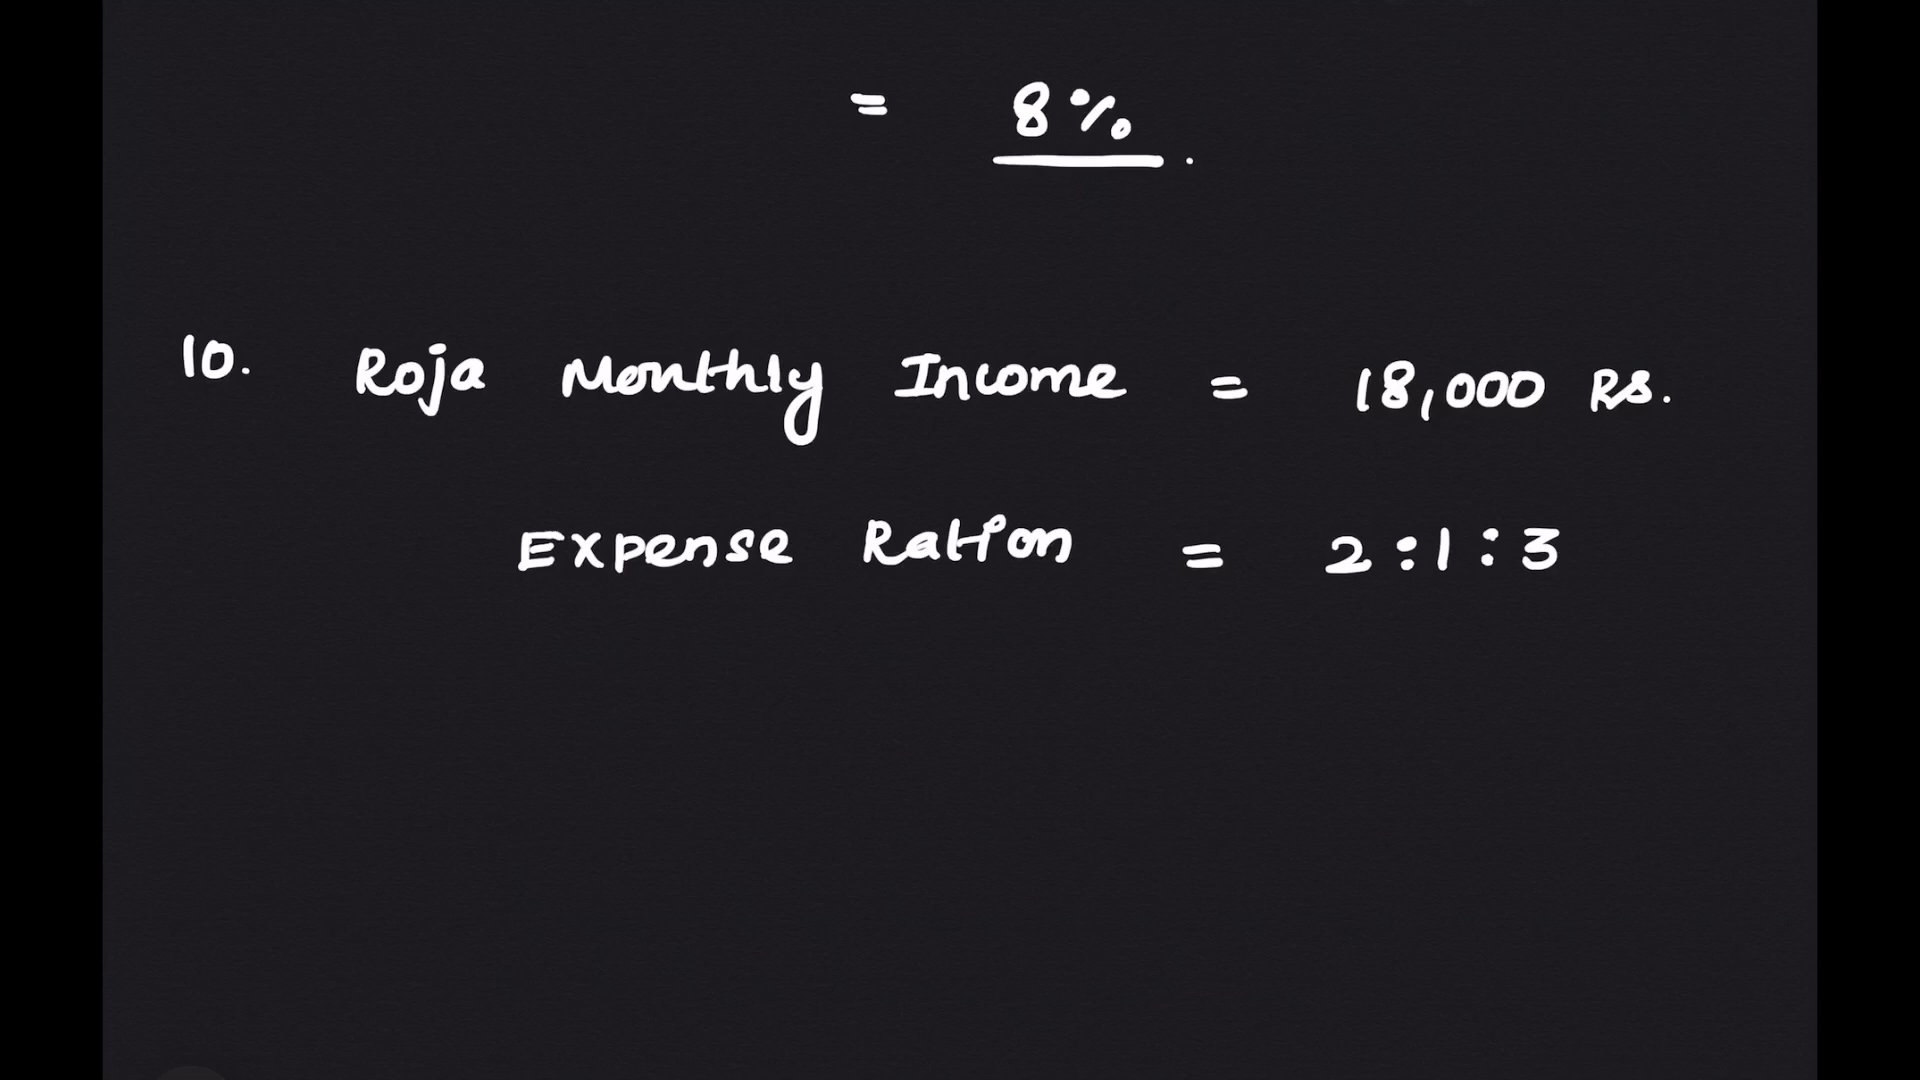 = 8%.
10. Roja Monthly Income = 18,000 Rs.
Expense Ration = 2:1:3